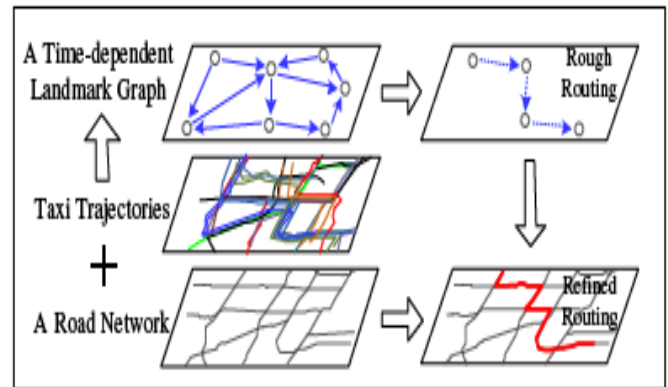 A Time-dependent
Landmark Graph
Rough
Routing
Taxi Trajectories
+
A Road Network
Refined
Routing